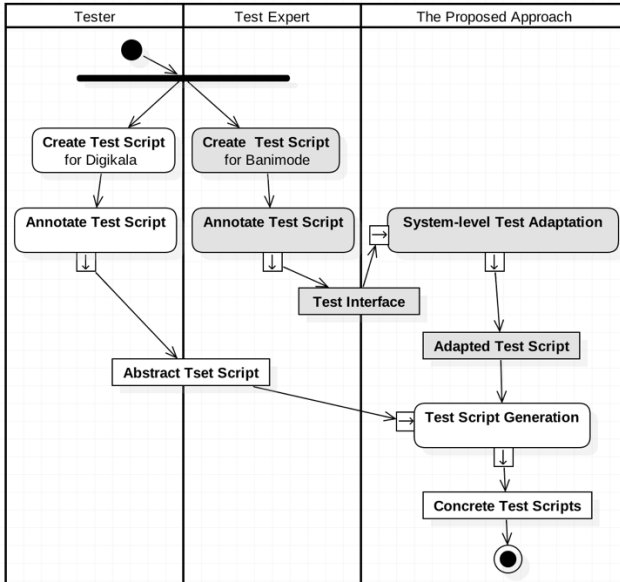 Tester
Test Expert
The Proposed Approach
Create Test Script
for Digikala
Create Test Script
for Banimode
Annotate Test Script
Annotate Test Script
System-level Test Adaptation
Test Interface
Adapted Test Script
Abstract Tset Script
Test Script Generation
Concrete Test Scripts